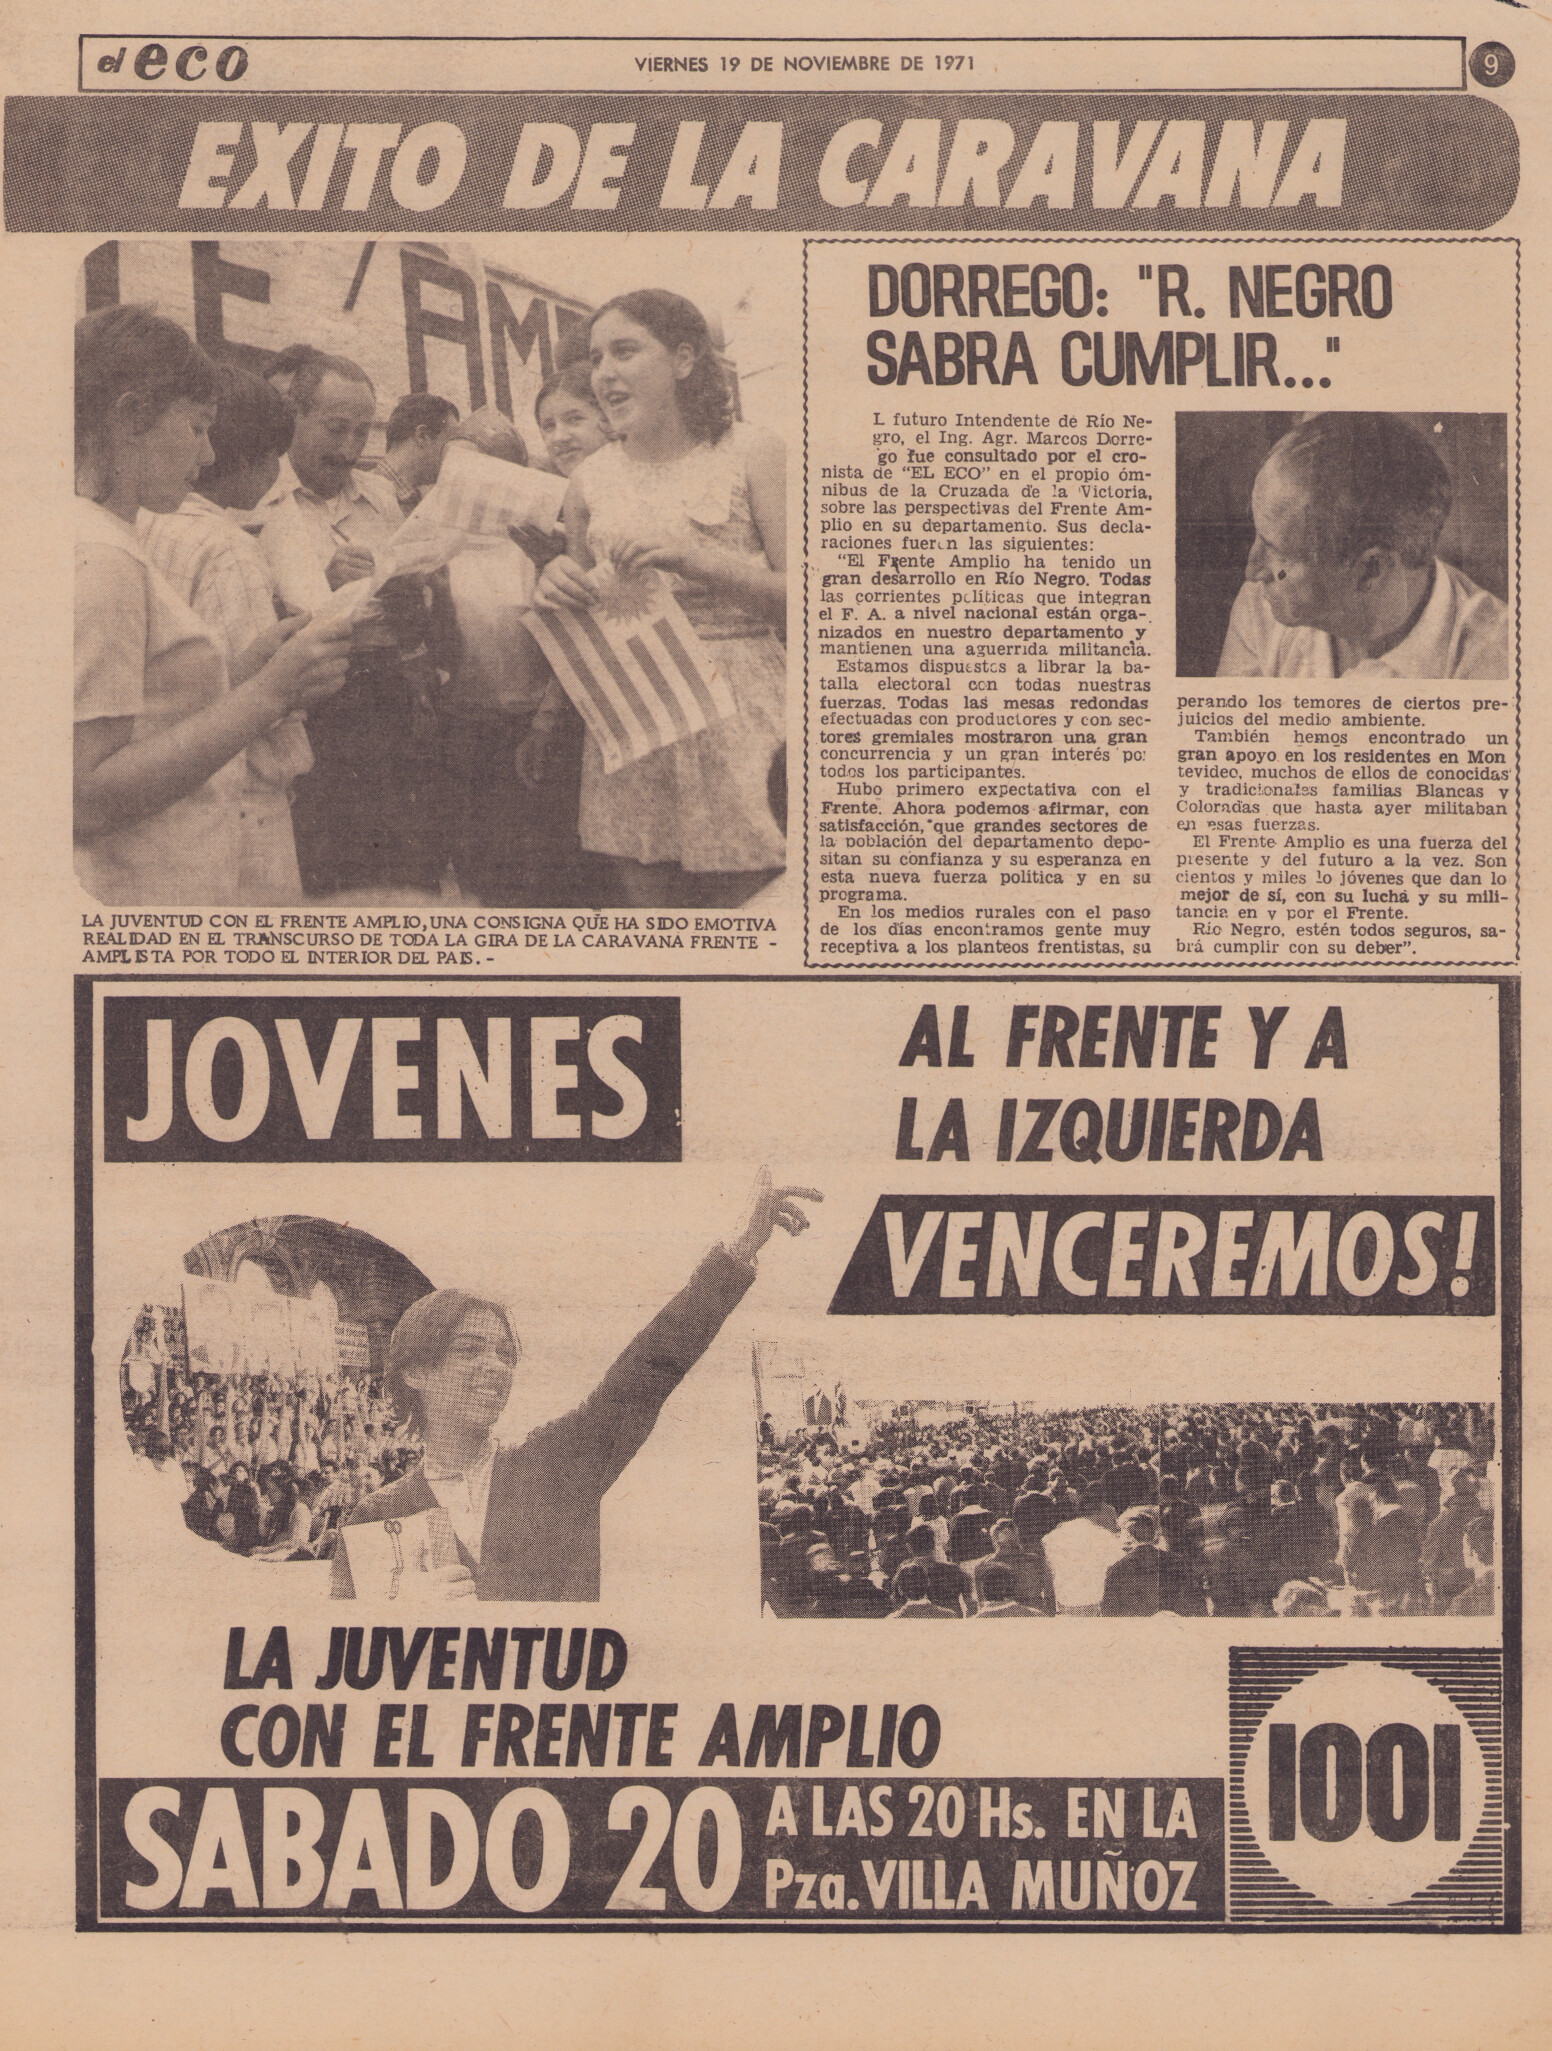 el eco
VIERNES 19 DE NOVIEMBRE DE 1971
9
EXITO DE LA CARAVANA
LE AM
LA JUVENTUD CON EL FRENTE AMPLIO, UNA CONSIGNA QUE HA SIDO EMOTIVA
REALIDAD EN EL TRANSCURSO DE TODA LA GIRA DE LA CARAVANA FRENTE -
AMPLISTA POR TODO EL INTERIOR DEL PAIS. -
DORREGO: "R. NEGRO
SABRA CUMPLIR..."
L futuro Intendente de Río Ne-
gro, el Ing. Agr. Marcos Dorre-
go fue consultado por el cro-
nista de "EL ECO" en el propio óm-
nibus de la Cruzada de la Victoria,
sobre las perspectivas del Frente Am-
plio en su departamento. Sus decla-
raciones fueron las siguientes:
"El Frente Amplio ha tenido un
gran desarrollo en Río Negro. Todas
las corrientes políticas que integran
el F. A. a nivel nacional están orga-
nizados en nuestro departamento y
mantienen una aguerrida militancia.
Estamos dispuestos a librar la ba-
talla electoral con todas nuestras
fuerzas. Todas las mesas redondas
efectuadas con productores y con sec-
tores gremiales mostraron una gran
concurrencia y un gran interés po:
todos los participantes.
Hubo primero expectativa con el
Frente. Ahora podemos afirmar, con
satisfacción, que grandes sectores de
la población del departamento depo-
sitan su confianza y su esperanza en
esta nueva fuerza política y en su
programa.
En los medios rurales con el paso
de los días encontramos gente muy
receptiva a los planteos frentistas, su
perando los temores de ciertos pre-
juicios del medio ambiente.
También hemos encontrado un
gran apoyo en los residentes en Mon
tevideo, muchos de ellos de conocidas
y tradicionales familias Blancas y
Coloradas que hasta ayer militaban
en esas fuerzas.
El Frente Amplio es una fuerza del
presente y del futuro a la vez. Son
cientos y miles lo jóvenes que dan lo
mejor de sí, con su lucha y su mili-
tancia en y por el Frente.
Río Negro, estén todos seguros, sa-
brá cumplir con su deber".
JOVENES
AL FRENTE Y A
LA IZQUIERDA
VENCEREMOS!
LA JUVENTUD
CON EL FRENTE AMPLIO
SABADO 20
A LAS 20 Hs. EN LA
Pza. VILLA MUÑOZ
1001